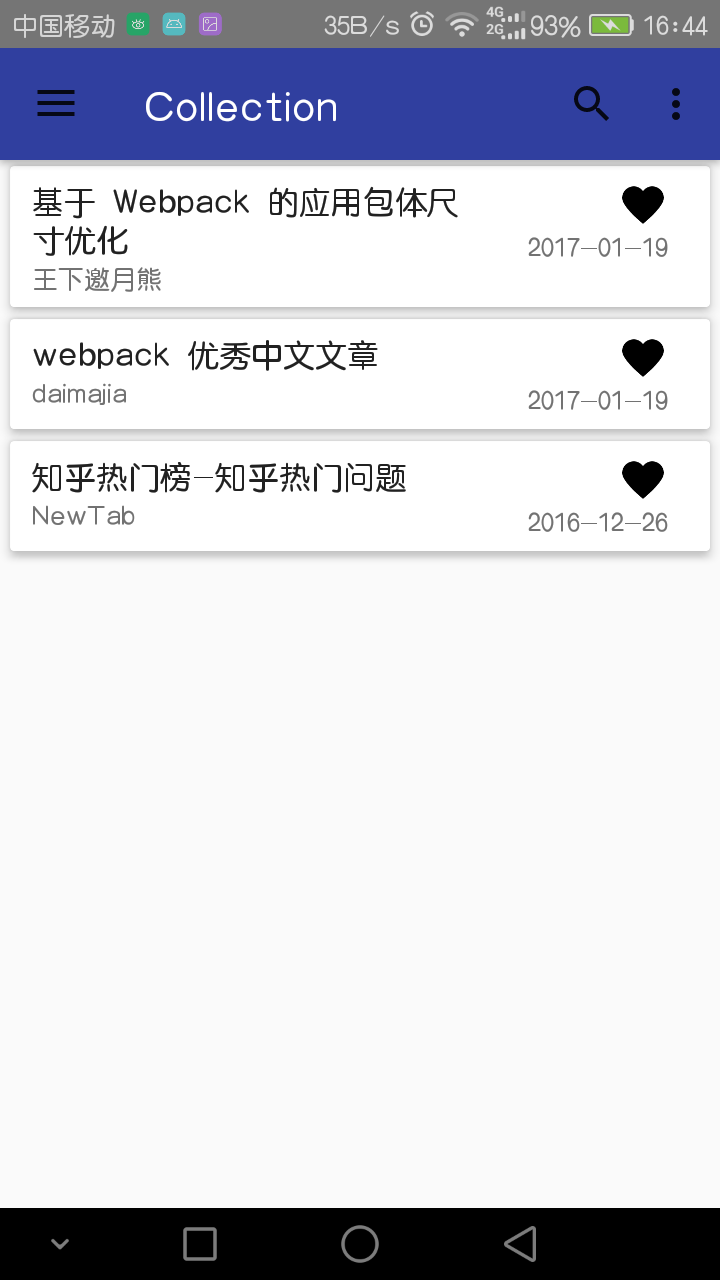 中国移动 35B/s 4G 2G 93% 16:44
Collection
基于 Webpack 的应用包体尺
寸优化
2017-01-19
王下邀月熊
webpack 优秀中文文章
daimajia
2017-01-19
知乎热门榜-知乎热门问题
NewTab
2016-12-26